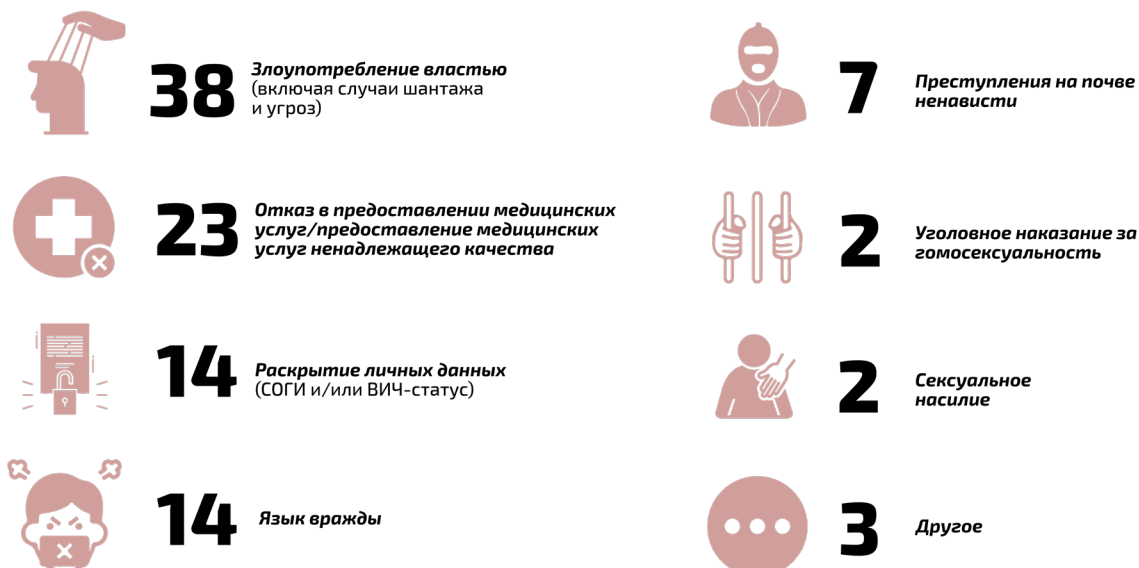 38
Злоупотребление властью
(включая случаи шантажа
и угроз)
23
Отказ в предоставлении медицинских
услуг/предоставление медицинских
услуг ненадлежащего качества
14
Раскрытие личных данных
(СОГИ и/или ВИЧ-статус)
14
Язык вражды
7
Преступления на почве
ненависти
2
Уголовное наказание за
гомосексуальность
2
Сексуальное
насилие
3
Другое